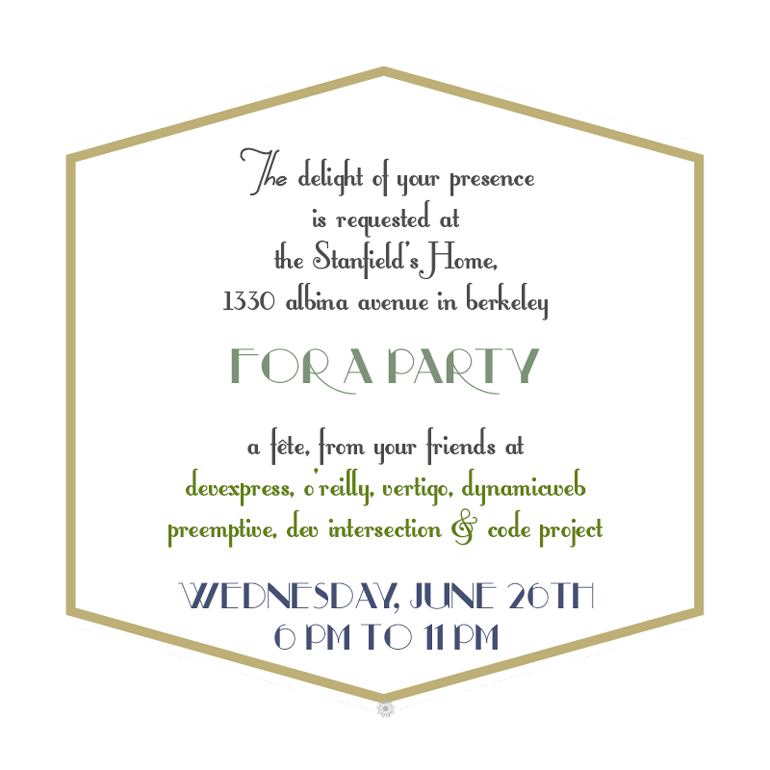 The delight of your presence
is requested at
the Stanfield's Home,
1330 albina avenue in berkeley
FOR A PARTY
a fête, from your friends at
devexpress, o'reilly, vertigo, dynamicweb
preemptive, dev intersection & code project
WEDNESDAY, JUNE 26TH
6 PM TO 11 PM